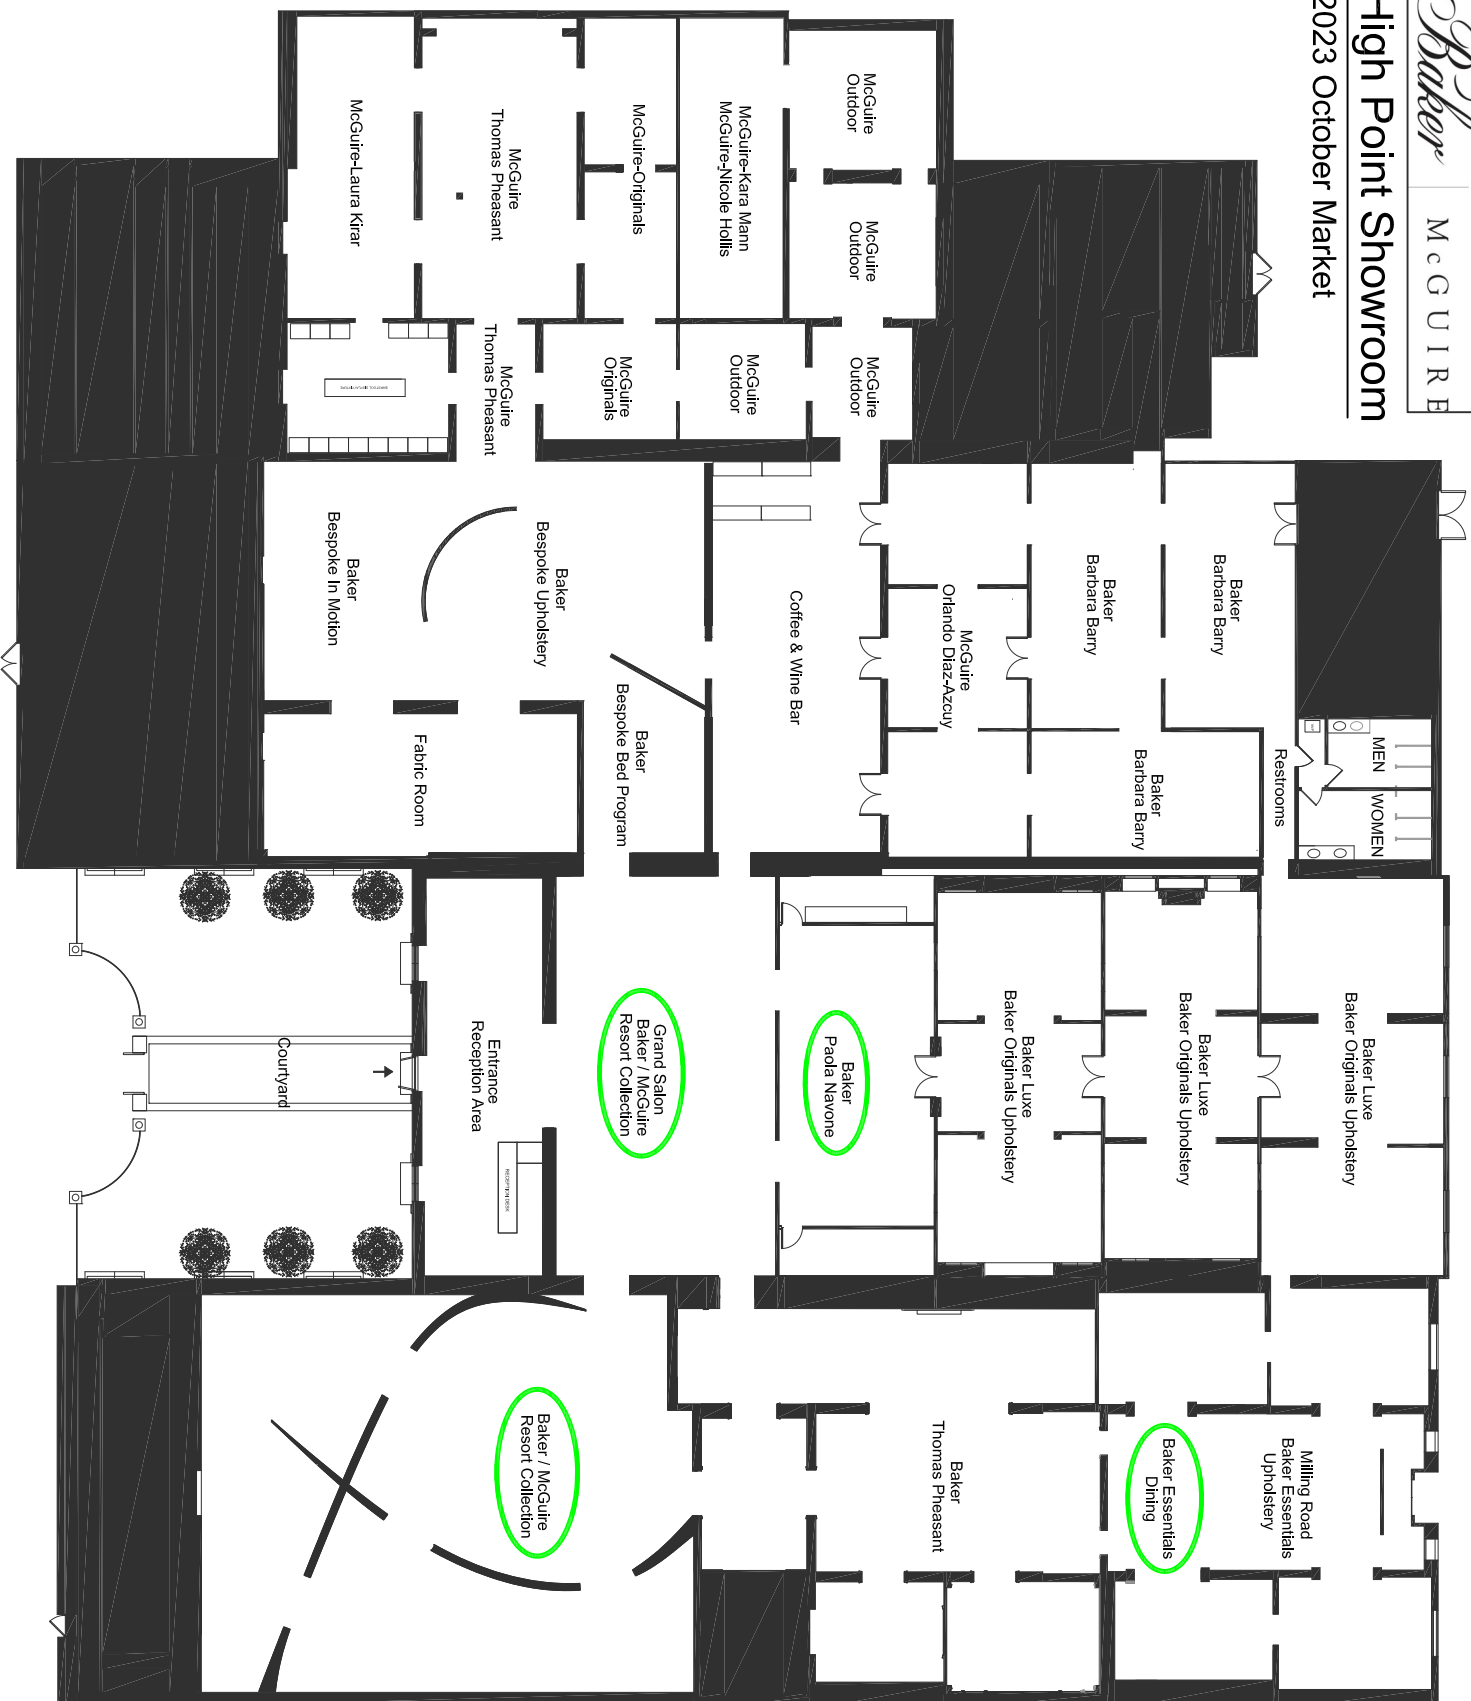 Baker
McGUIRE
High Point Showroom
2023 October Market
MEN
WOMEN
Restrooms
Baker
Barbara Barry
Baker
Barbara Barry
Baker
Barbara Barry
McGuire
Orlando Diaz-Azcuy
Coffee & Wine Bar
McGuire
Outdoor
McGuire
Outdoor
McGuire
Outdoor
McGuire-Kara Mann
McGuire-Nicole Hollis
McGuire
Outdoor
McGuire-Originals
McGuire
Originals
McGuire
Thomas Pheasant
McGuire
Thomas Pheasant
McGuire-Laura Kirar
Baker
Bespoke Upholstery
Baker
Bespoke Bed Program
Baker
Bespoke In Motion
Fabric Room
Baker Luxe
Baker Originals Upholstery
Baker Luxe
Baker Originals Upholstery
Baker Luxe
Baker Originals Upholstery
Baker
Paola Navone
Grand Salon
Baker / McGuire
Resort Collection
Entrance
Reception Area
RECEPTION DESK
Courtyard
Milling Road
Baker Essentials
Upholstery
Baker Essentials
Dining
Baker
Thomas Pheasant
Baker / McGuire
Resort Collection